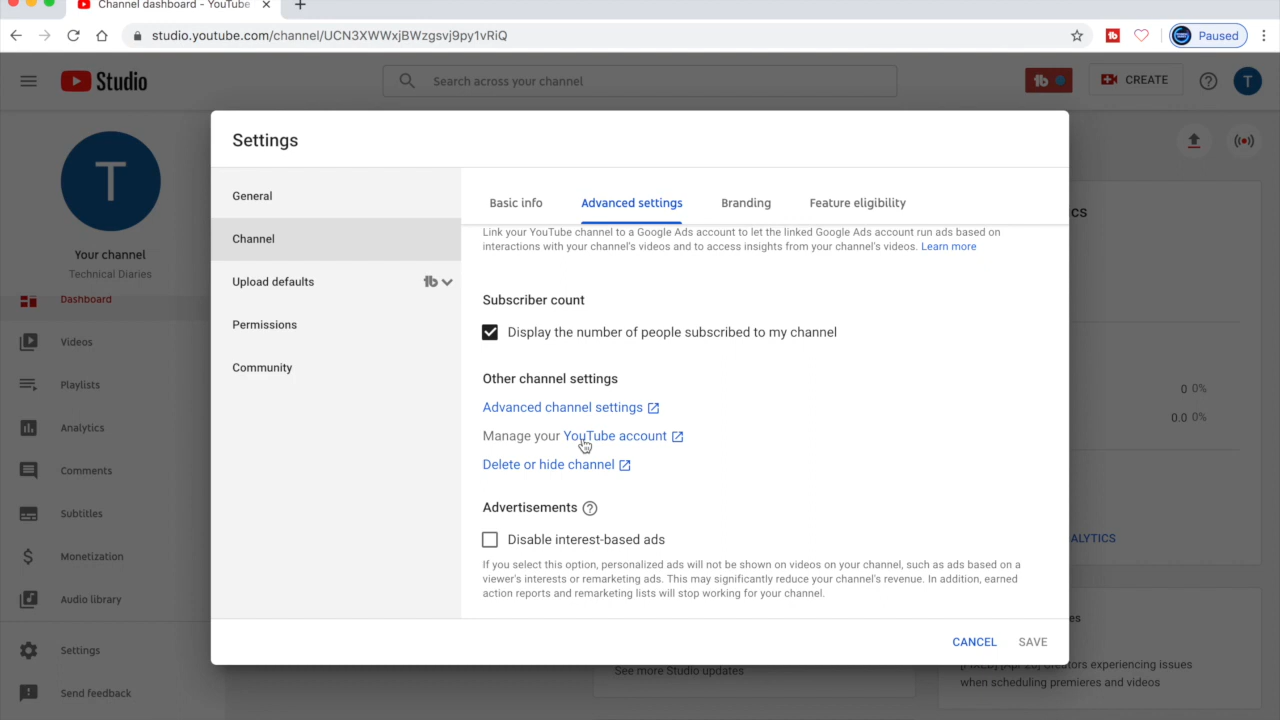 Channel dashboard - YouTube
studio.youtube.com/channel/UCN3XWWxjBWzgsvj9py1vRiQ
Paused
Studio
Search across your channel
CREATE
T
T
Your channel
Technical Diaries
Dashboard
Videos
Playlists
Analytics
Comments
Subtitles
Monetization
Audio library
Settings
Send feedback
Settings
General
Channel
Upload defaults
Permissions
Community
Basic info
Advanced settings
Branding
Feature eligibility
Link your YouTube channel to a Google Ads account to let the linked Google Ads account run ads based on
interactions with your channel's videos and to access insights from your channel's videos. Learn more
Subscriber count
Display the number of people subscribed to my channel
Other channel settings
Advanced channel settings
Manage your YouTube account
Delete or hide channel
Advertisements
Disable interest-based ads
If you select this option, personalized ads will not be shown on videos on your channel, such as ads based on a
viewer's interests or remarketing ads. This may significantly reduce your channel's revenue. In addition, earned
action reports and remarketing lists will stop working for your channel.
CANCEL SAVE
CS
0 0%
0.0 0%
ALYTICS
es
See more Studio updates
creators experiencing issues
when scheduling premieres and videos